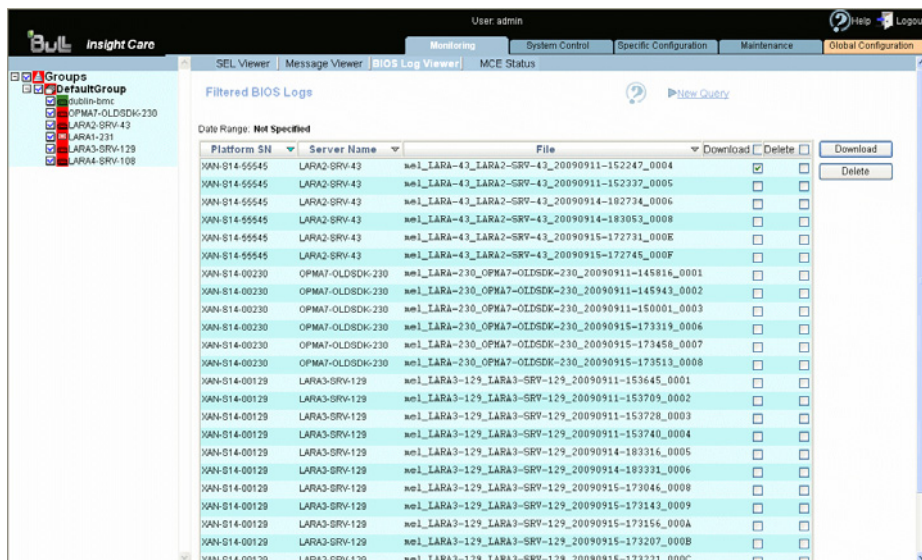 User: admin
Help Logou
Bull Insight Care
Monitoring System Control Specific Configuration Maintenance Global Configuration
SEL Viewer Message Viewer BIOS Log Viewer MCE Status
Groups
DefaultGroup
dublin-bmc
OPMA7-OLDSDK-230
LARA2-SRV-43
LARA1-231
LARA3-SRV-129
LARA4-SRV-108
Filtered BIOS Logs
New Query
Date Range: Not Specified
Platform SN Server Name File Download Delete
Download
Delete
XAN-S14-55545 LARA2-SRV-43 mel_LARA-43_LARA2-SRV-43_20090911-152247_0004
XAN-S14-55545 LARA2-SRV-43 mel_LARA-43_LARA2-SRV-43_20090911-152337_0005
XAN-S14-55545 LARA2-SRV-43 mel_LARA-43_LARA2-SRV-43_20090914-182734_0006
XAN-S14-55545 LARA2-SRV-43 mel_LARA-43_LARA2-SRV-43_20090914-183053_0008
XAN-S14-55545 LARA2-SRV-43 mel_LARA-43_LARA2-SRV-43_20090915-172731_000E
XAN-S14-55545 LARA2-SRV-43 mel_LARA-43_LARA2-SRV-43_20090915-172745_000F
XAN-S14-00230 OPMA7-OLDSDK-230 mel_LARA-230_OPMA7-OLDSDK-230_20090911-145816_0001
XAN-S14-00230 OPMA7-OLDSDK-230 mel_LARA-230_OPMA7-OLDSDK-230_20090911-145943_0002
XAN-S14-00230 OPMA7-OLDSDK-230 mel_LARA-230_OPMA7-OLDSDK-230_20090911-150001_0003
XAN-S14-00230 OPMA7-OLDSDK-230 mel_LARA-230_OPMA7-OLDSDK-230_20090915-173319_0006
XAN-S14-00230 OPMA7-OLDSDK-230 mel_LARA-230_OPMA7-OLDSDK-230_20090915-173458_0007
XAN-S14-00230 OPMA7-OLDSDK-230 mel_LARA-230_OPMA7-OLDSDK-230_20090915-173513_0008
XAN-S14-00129 LARA3-SRV-129 mel_LARA3-129_LARA3-SRV-129_20090911-153645_0001
XAN-S14-00129 LARA3-SRV-129 mel_LARA3-129_LARA3-SRV-129_20090911-153709_0002
XAN-S14-00129 LARA3-SRV-129 mel_LARA3-129_LARA3-SRV-129_20090911-153728_0003
XAN-S14-00129 LARA3-SRV-129 mel_LARA3-129_LARA3-SRV-129_20090911-153740_0004
XAN-S14-00129 LARA3-SRV-129 mel_LARA3-129_LARA3-SRV-129_20090914-183316_0005
XAN-S14-00129 LARA3-SRV-129 mel_LARA3-129_LARA3-SRV-129_20090914-183331_0006
XAN-S14-00129 LARA3-SRV-129 mel_LARA3-129_LARA3-SRV-129_20090915-173046_0008
XAN-S14-00129 LARA3-SRV-129 mel_LARA3-129_LARA3-SRV-129_20090915-173143_0009
XAN-S14-00129 LARA3-SRV-129 mel_LARA3-129_LARA3-SRV-129_20090915-173156_000A
XAN-S14-00129 LARA3-SRV-129 mel_LARA3-129_LARA3-SRV-129_20090915-173207_000B
XAN-S14-00129 LARA3-SRV-129 mel_LARA3-129_LARA3-SRV-129_20090915-173221_000C